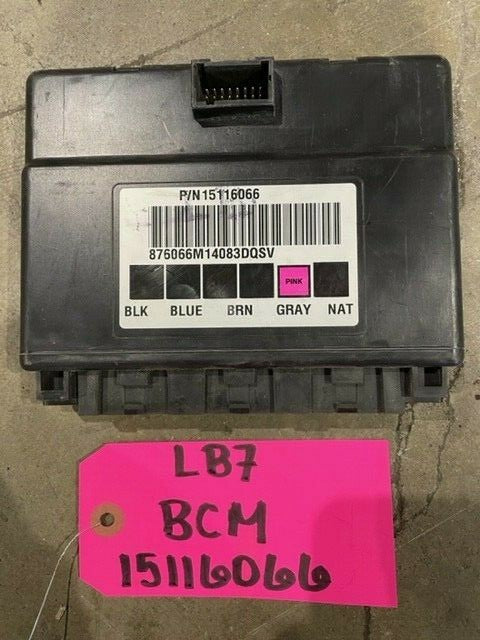 P/N15116066
876066M14083DQSV
PINK
BLK BLUE BRN GRAY NAT
LB7
BCM
15116066